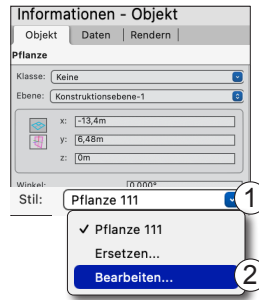 Informationen - Objekt
Objekt Daten Rendern
Pflanze
Klasse: Keine
Ebene: Konstruktionsebene-1
x: -13,4m
y: 6,48m
z: 0m
Winkel: 0,000°
Stil: Pflanze 111 1
✓ Pflanze 111
Ersetzen...
Bearbeiten... 2